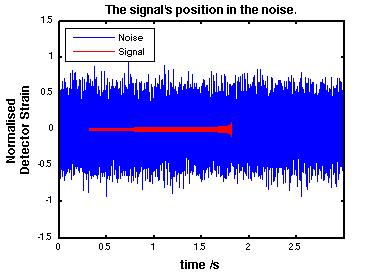 The signal's position in the noise.
1.5
Noise
Signal
1
0.5
0
-0.5
-1
-1.5
Normalised
Detector Strain
0 0.5 1 1.5 2 2.5
time /s